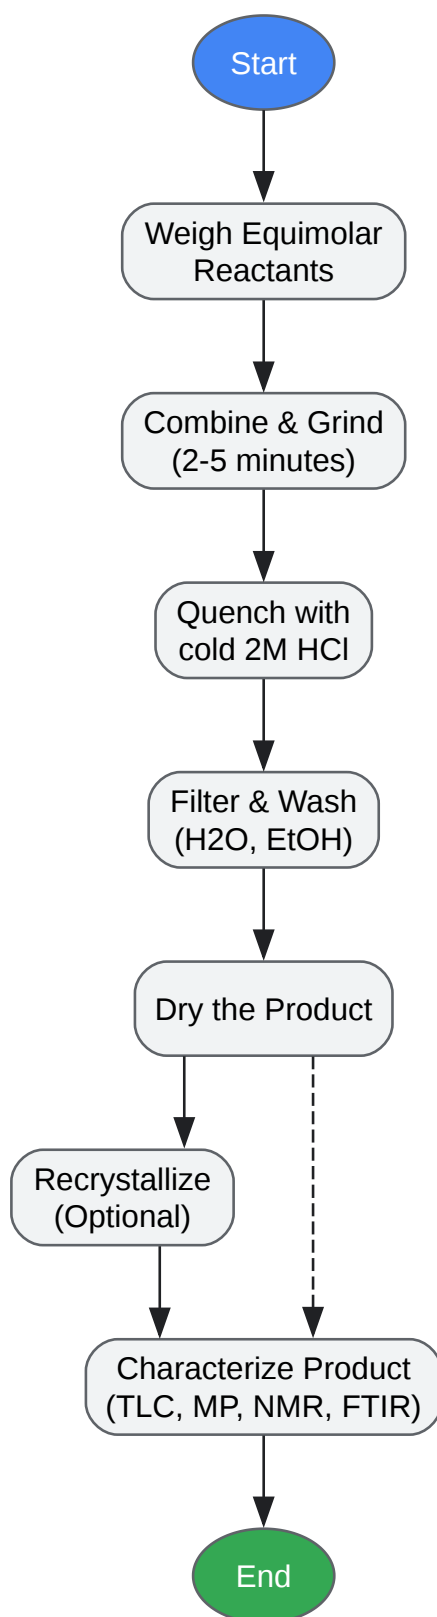 Start
Weigh Equimolar
Reactants
Combine & Grind
(2-5 minutes)
Quench with
cold 2M HCl
Filter & Wash
(H2O, EtOH)
Dry the Product
Recrystallize
(Optional)
Characterize Product
(TLC, MP, NMR, FTIR)
End